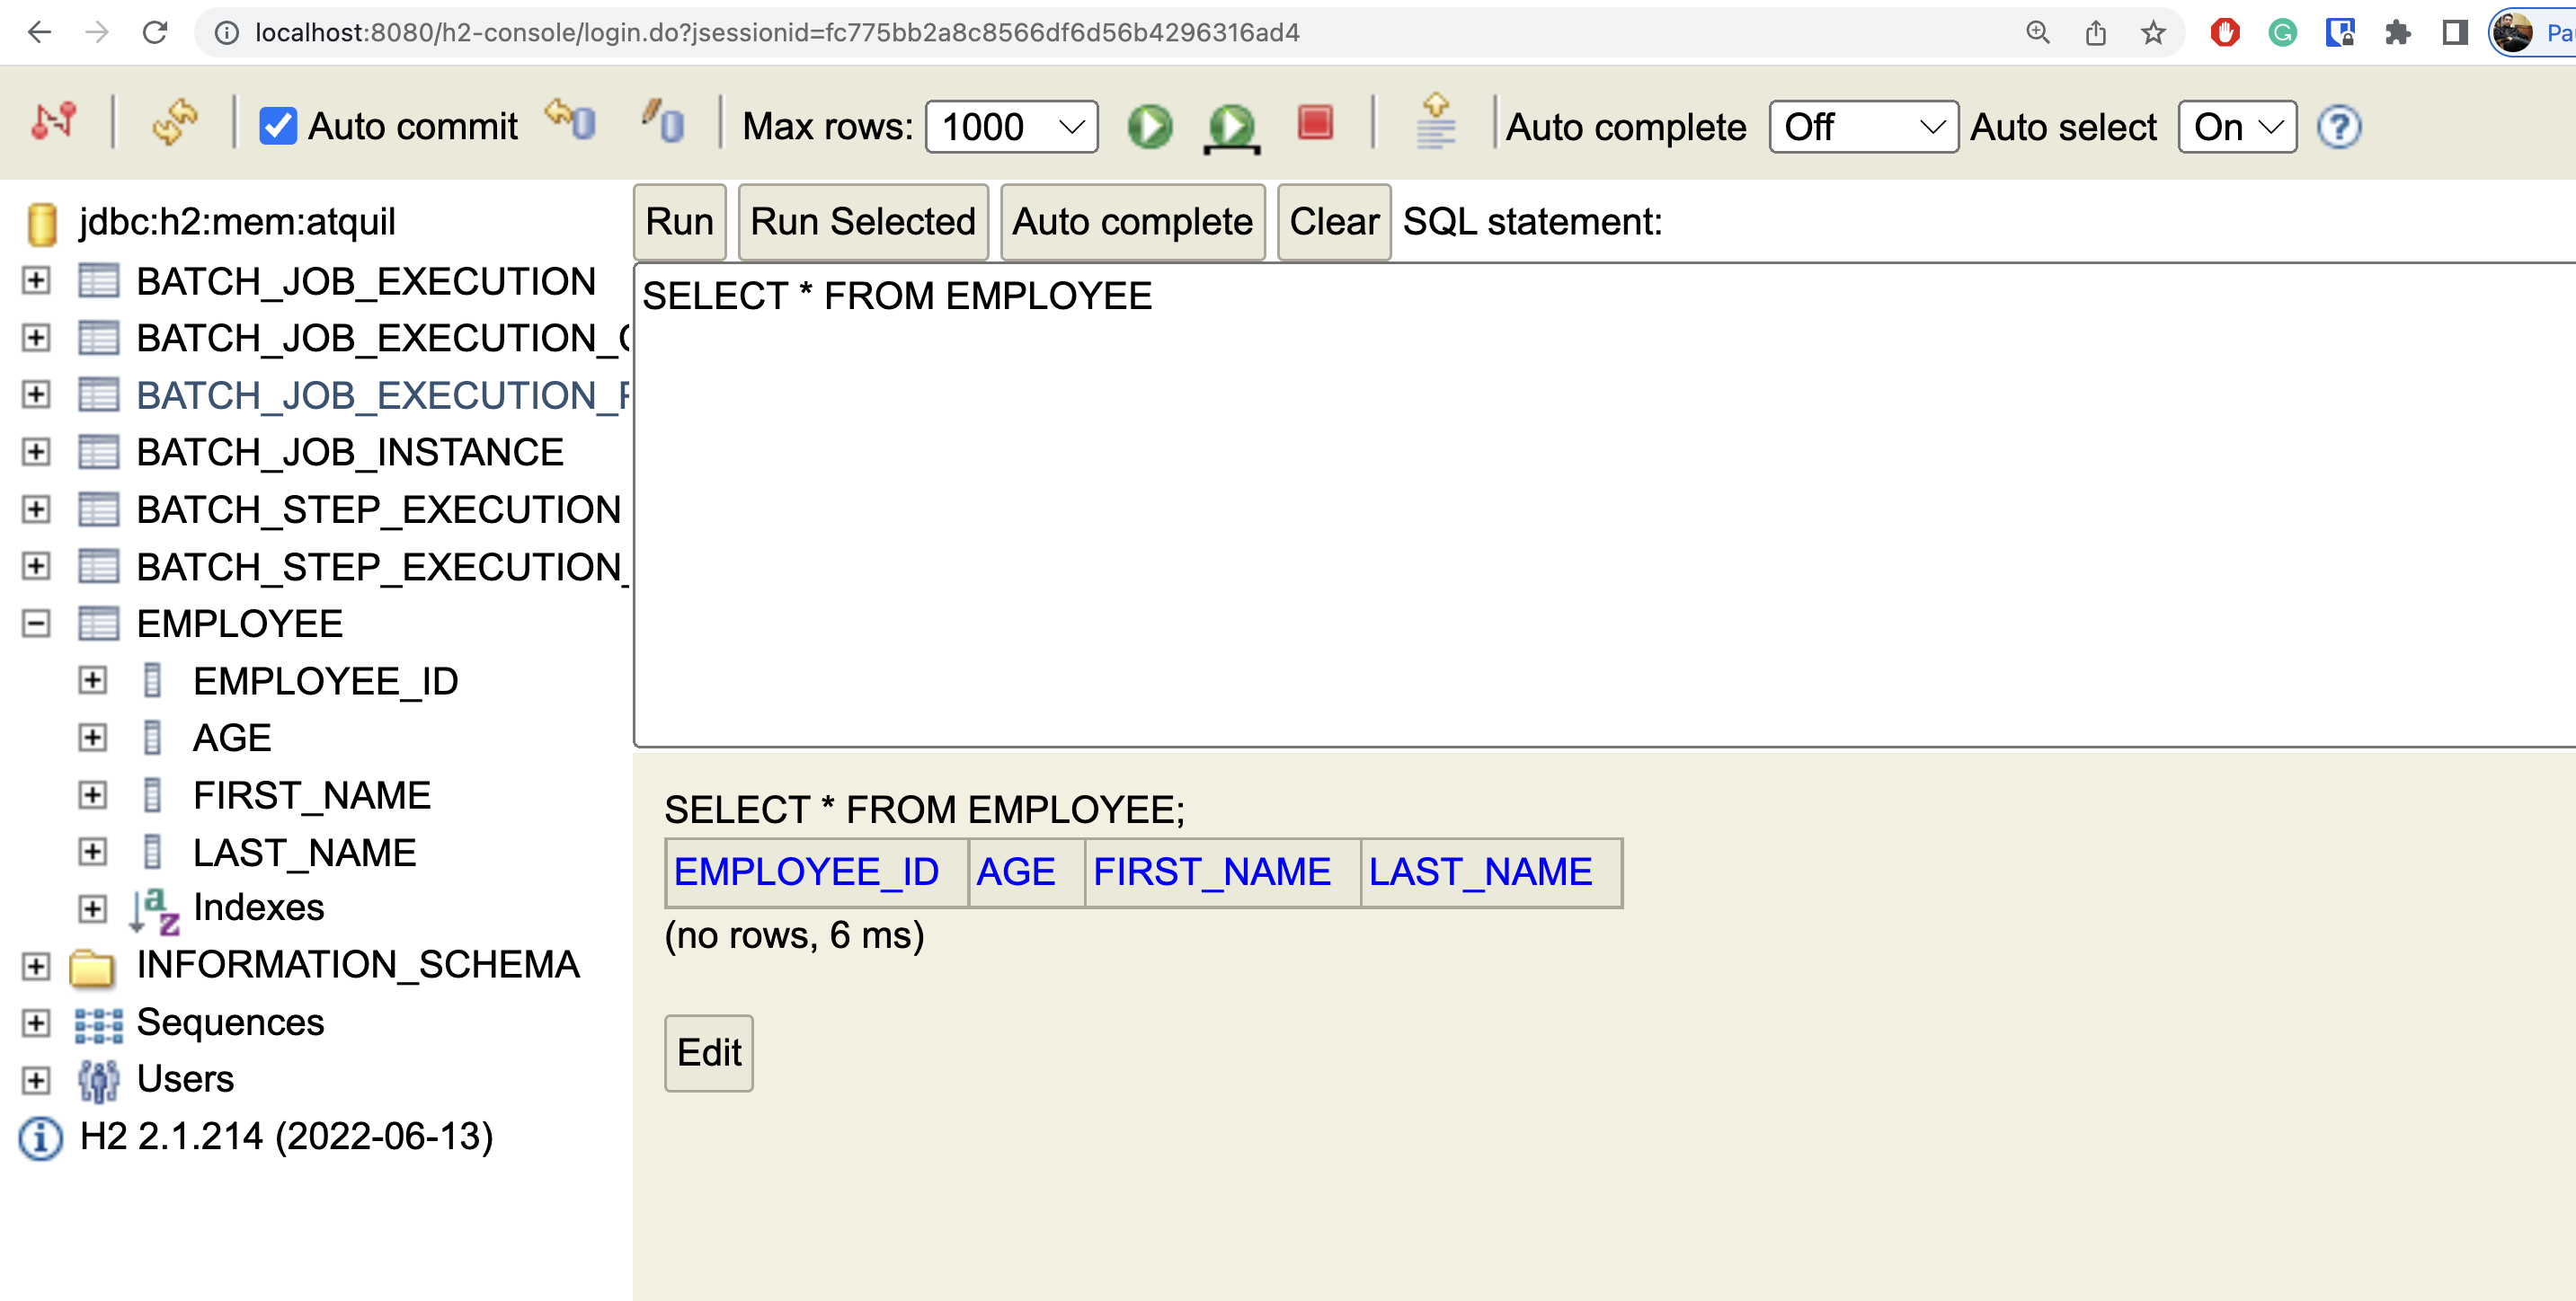 localhost:8080/h2-console/login.do?jsessionid=fc775bb2a8c8566df6d56b4296316ad4
Pa
Auto commit Max rows: 1000 Auto complete Off Auto select On
jdbc:h2:mem:atquil
BATCH_JOB_EXECUTION
BATCH_JOB_EXECUTION_
BATCH_JOB_EXECUTION_
BATCH_JOB_INSTANCE
BATCH_STEP_EXECUTION
BATCH_STEP_EXECUTION_
EMPLOYEE
EMPLOYEE_ID
AGE
FIRST_NAME
LAST_NAME
Indexes
INFORMATION_SCHEMA
Sequences
Users
H2 2.1.214 (2022-06-13)
Run Run Selected Auto complete Clear SQL statement:
SELECT * FROM EMPLOYEE
SELECT * FROM EMPLOYEE;
EMPLOYEE_ID AGE FIRST_NAME LAST_NAME
(no rows, 6 ms)
Edit